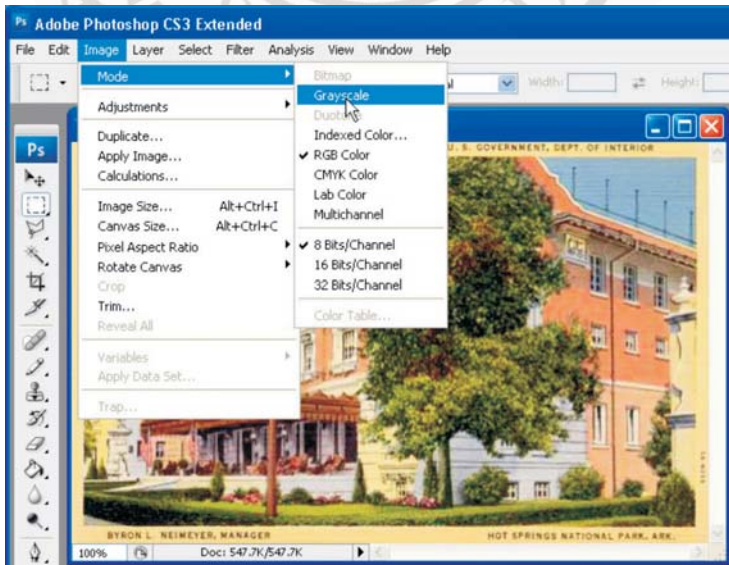 Ps Adobe Photoshop CS3 Extended
File Edit Image Layer Select Filter Analysis View Window Help
Width: Height:
Mode
Adjustments
Duplicate...
Apply Image...
Calculations...
Image Size... Alt+Ctrl+I
Canvas Size... Alt+Ctrl+C
Pixel Aspect Ratio
Rotate Canvas
Crop
Trim...
Reveal All
Variables
Apply Data Set...
Trap...
Bitmap
Grayscale
Indexed Color...
RGB Color
CMYK Color
Lab Color
Multichannel
8 Bits/Channel
16 Bits/Channel
32 Bits/Channel
Color Table...
Ps
U. S. GOVERNMENT, DEPT. OF INTERIOR
BYRON L. NEIMEYER, MANAGER
HOT SPRINGS NATIONAL PARK, ARK.
100% Doc: 547.7K/547.7K